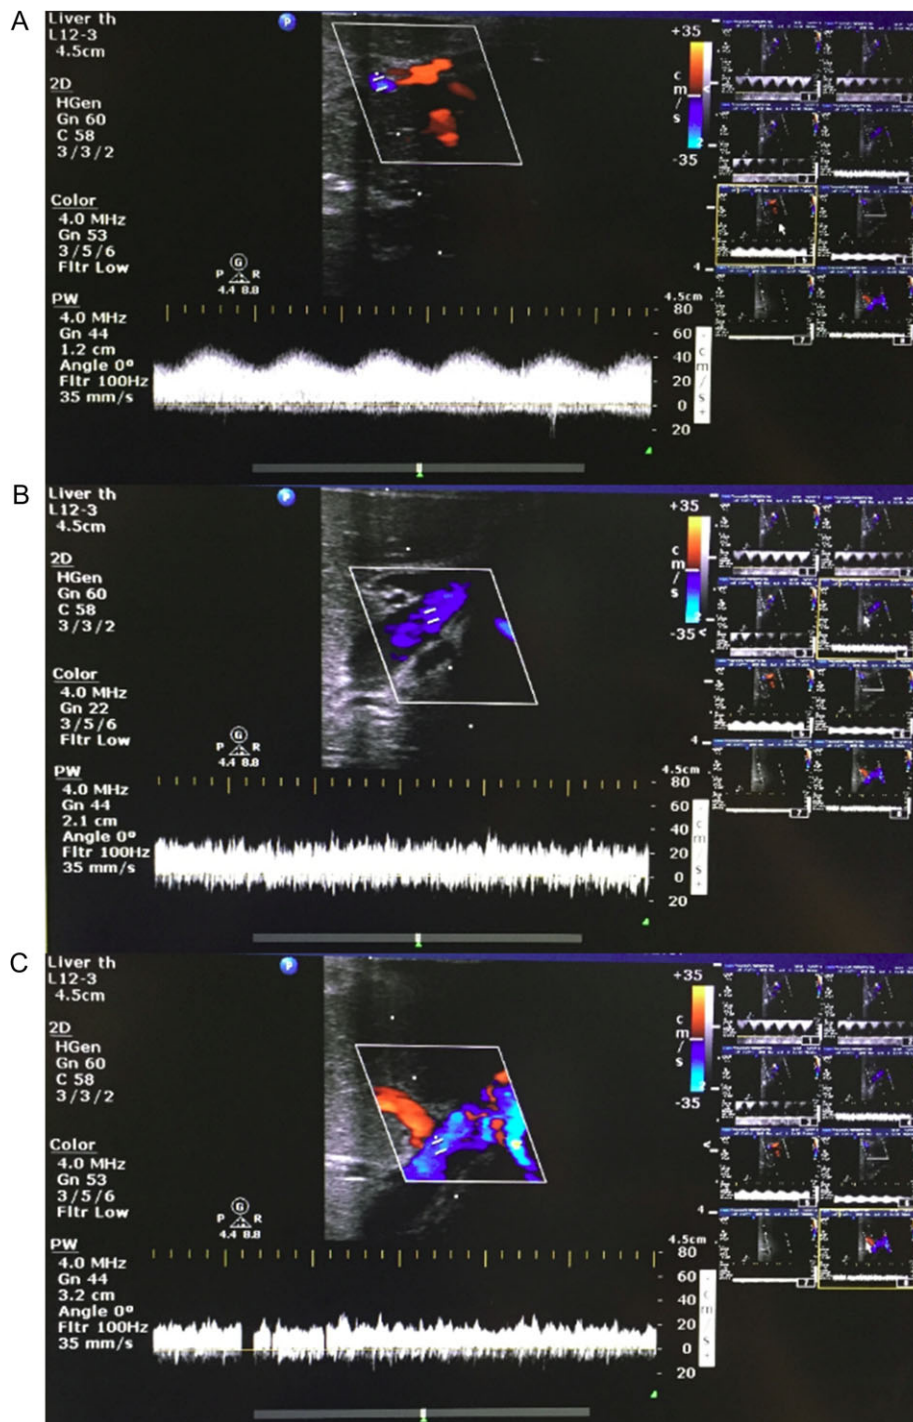 A
Liver th
L12-3
4.5cm
P
2D
HGen
Gn 60
C 58
3/3/2
Color
4.0 MHz
Gn 53
3/5/6
Fltr Low
PW
4.0 MHz
Gn 44
1.2 cm
Angle 0º
Fltr 100Hz
35 mm/s
G
P R
4.4 8.8
+35
c
m
/
s
-35
4
4.5cm
80
60
40
20
0
20
-
c
m
/
s
+
B
Liver th
L12-3
4.5cm
P
2D
HGen
Gn 60
C 58
3/3/2
Color
4.0 MHz
Gn 22
3/5/6
Fltr Low
PW
4.0 MHz
Gn 44
2.1 cm
Angle 0º
Fltr 100Hz
35 mm/s
G
P R
4.4 8.8
+35
c
m
/
s
-35
4
4.5cm
80
60
40
20
0
20
-
c
m
/
s
+
C
Liver th
L12-3
4.5cm
P
2D
HGen
Gn 60
C 58
3/3/2
Color
4.0 MHz
Gn 53
3/5/6
Fltr Low
PW
4.0 MHz
Gn 44
3.2 cm
Angle 0º
Fltr 100Hz
35 mm/s
G
P R
4.4 8.8
+35
c
m
/
s
-35
4
4.5cm
80
60
40
20
0
20
-
c
m
/
s
+